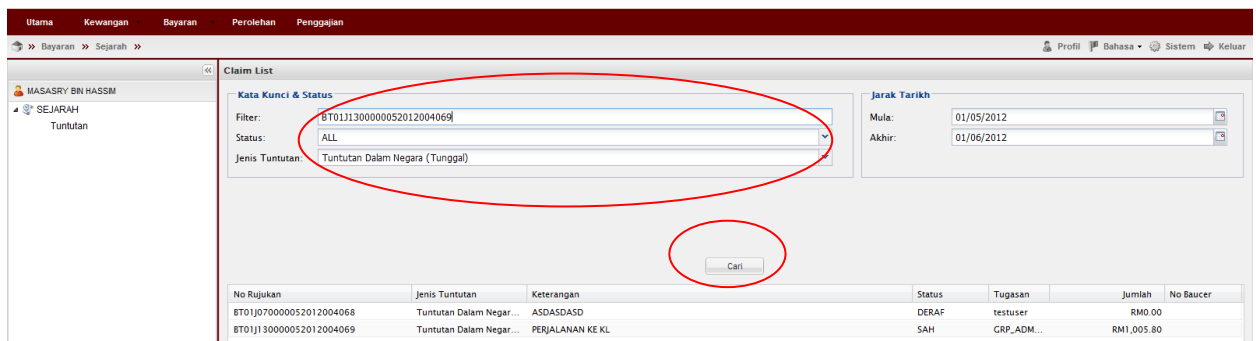 Utama Kewangan Bayaran Perolehan Penggajian
» Bayaran » Sejarah » Profil Bahasa Sistem Keluar
Claim List
MASASRY BIN HASSIM
SEJARAH
Tuntutan
Kata Kunci & Status
Filter: BT01J130000052012004069
Status: ALL
Jenis Tuntutan: Tuntutan Dalam Negara (Tunggal)
Jarak Tarikh
Mula: 01/05/2012
Akhir: 01/06/2012
Cari
No Rujukan Jenis Tuntutan Keterangan Status Tugasan Jumlah No Baucer
BT01J070000052012004068 Tuntutan Dalam Negar... ASDASDASD DERAF testuser RM0.00
BT01J130000052012004069 Tuntutan Dalam Negar... PERJALANAN KE KL SAH GRP_ADM... RM1,005.80